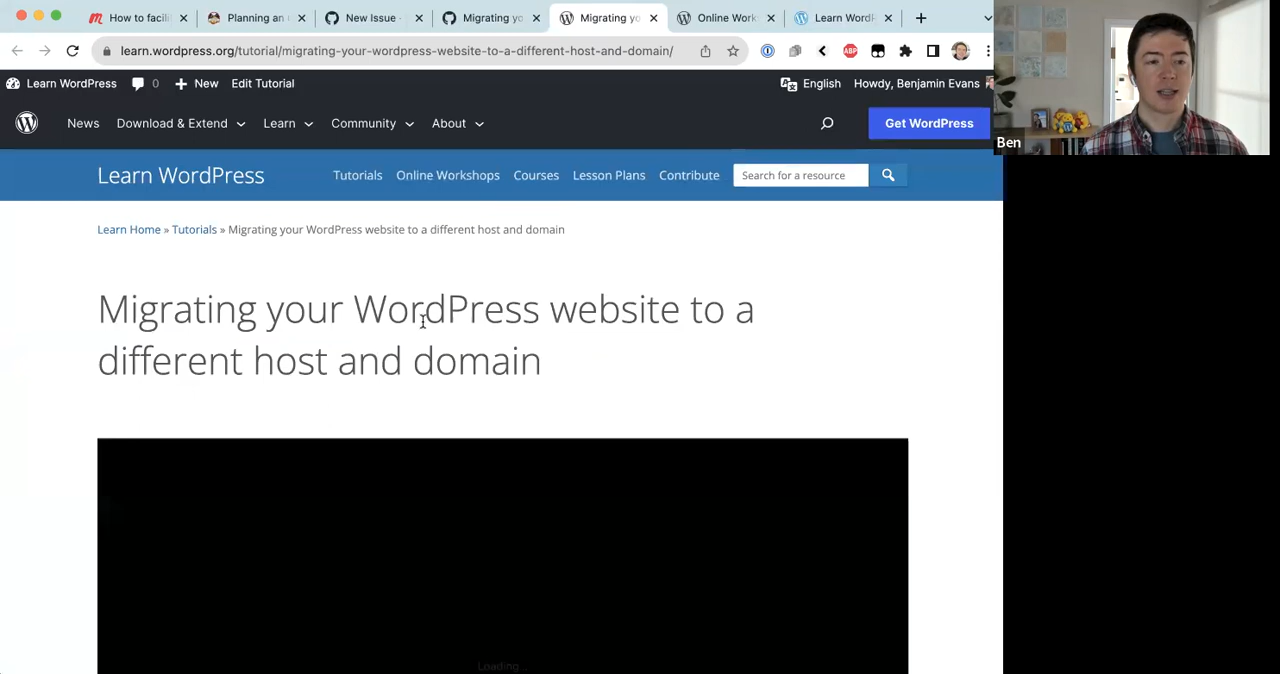 How to facili
Planning an
New Issue
Migrating yo
Migrating yo
Online Work
Learn WordP
learn.wordpress.org/tutorial/migrating-your-wordpress-website-to-a-different-host-and-domain/
ABP
Learn WordPress 0 New Edit Tutorial English Howdy, Benjamin Evans
News Download & Extend Learn Community About Get WordPress
Ben
Learn WordPress Tutorials Online Workshops Courses Lesson Plans Contribute Search for a resource
Learn Home » Tutorials » Migrating your WordPress website to a different host and domain
Migrating your WordPress website to a
different host and domain
Loading...